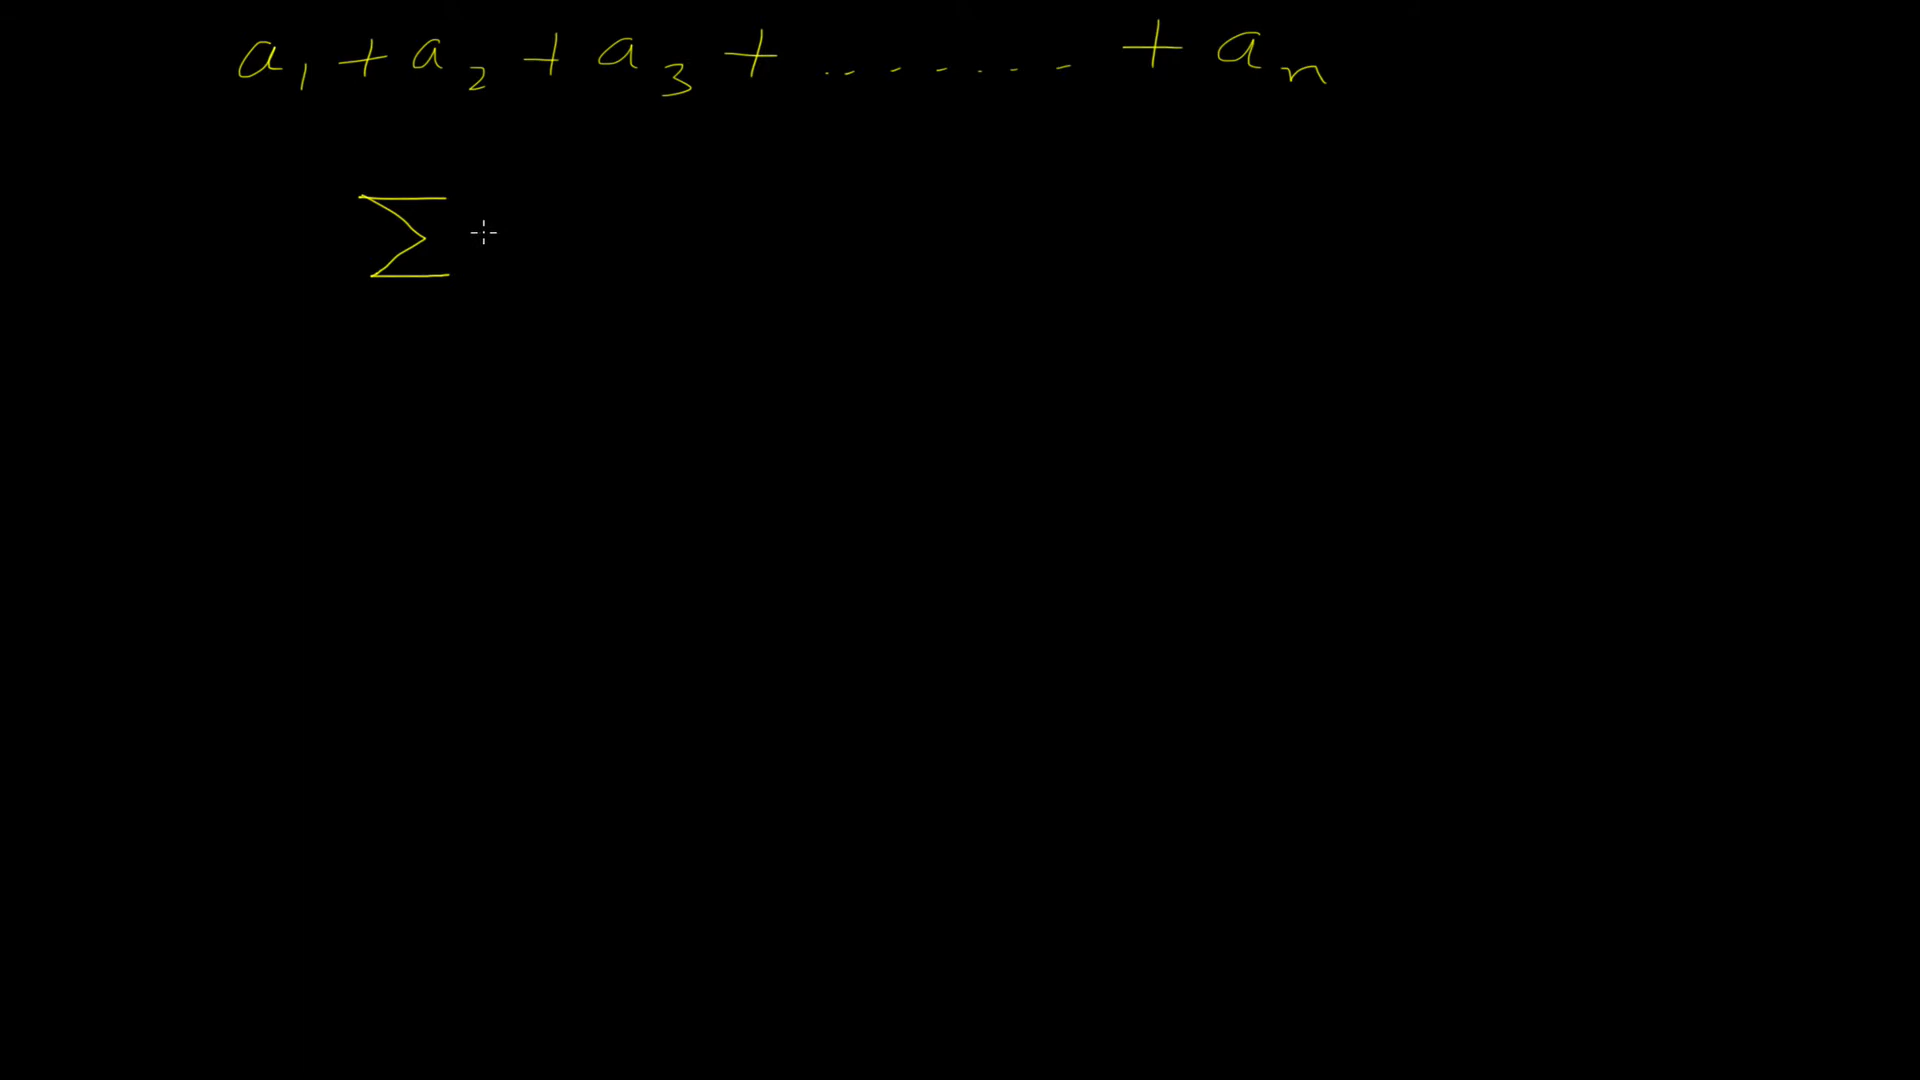 a₁ + a₂ + a₃ + ........ + aₙ
Σ